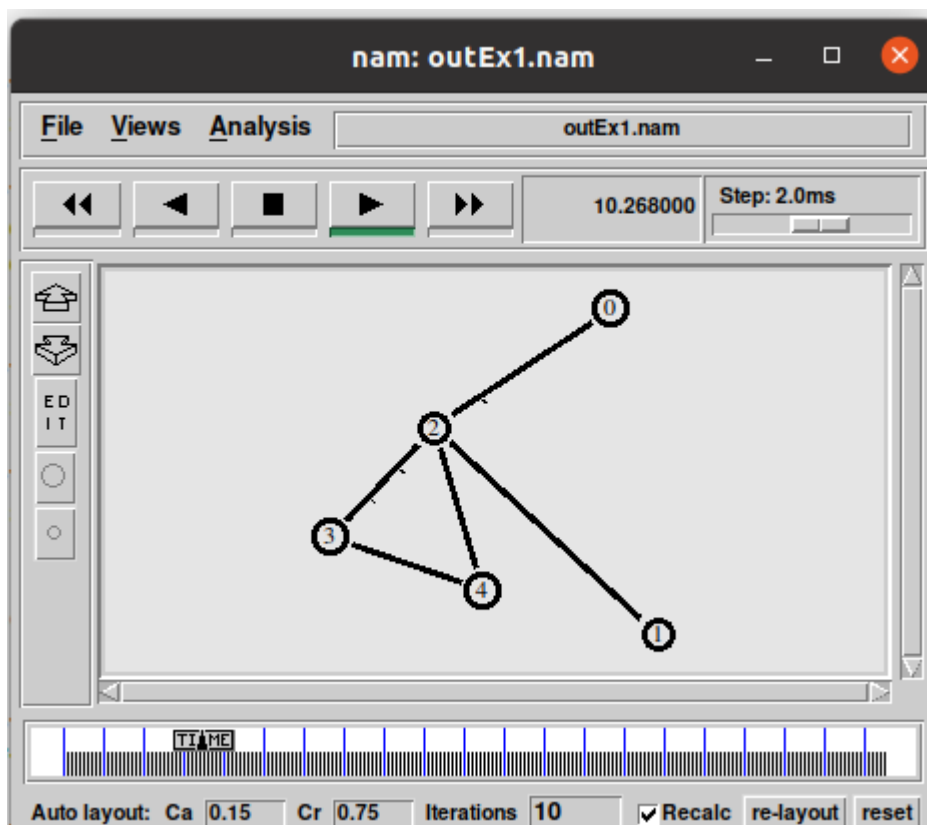 nam: outEx1.nam
File Views Analysis outEx1.nam
10.268000 Step: 2.0ms
0
ED
IT
2
3
4
1
TIME
Auto layout: Ca 0.15 Cr 0.75 Iterations 10 Recalc re-layout reset